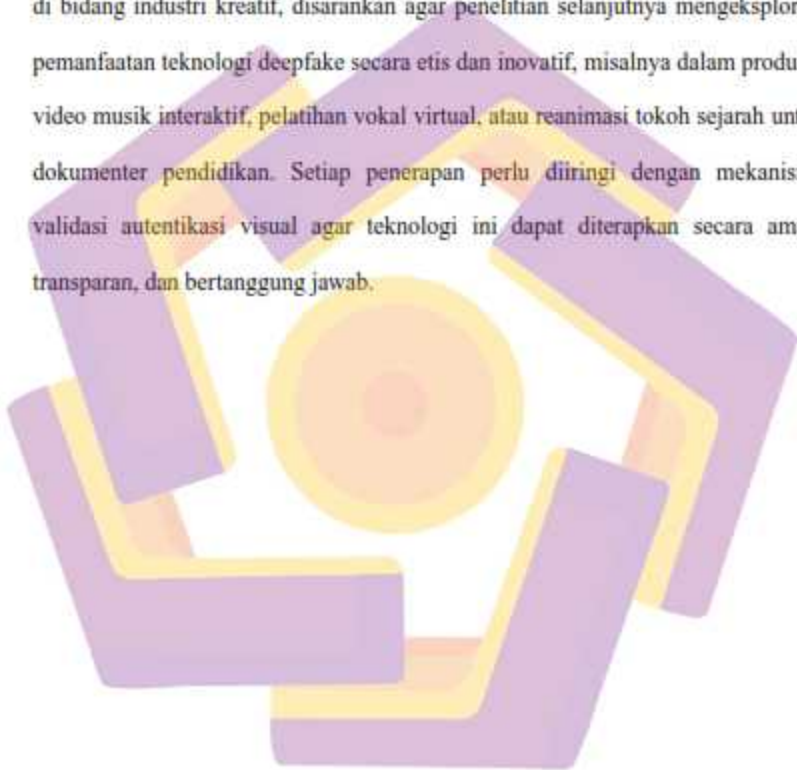 di bidang industri kreatif, disarankan agar penelitian selanjutnya mengeksplor
pemanfaatan teknologi deepfake secara etis dan inovatif, misalnya dalam produ
video musik interaktif, pelatihan vokal virtual, atau reanimasi tokoh sejarah un
dokumenter pendidikan. Setiap penerapan perlu diiringi dengan mekanis
validasi autentikasi visual agar teknologi ini dapat diterapkan secara am
transparan, dan bertanggung jawab.